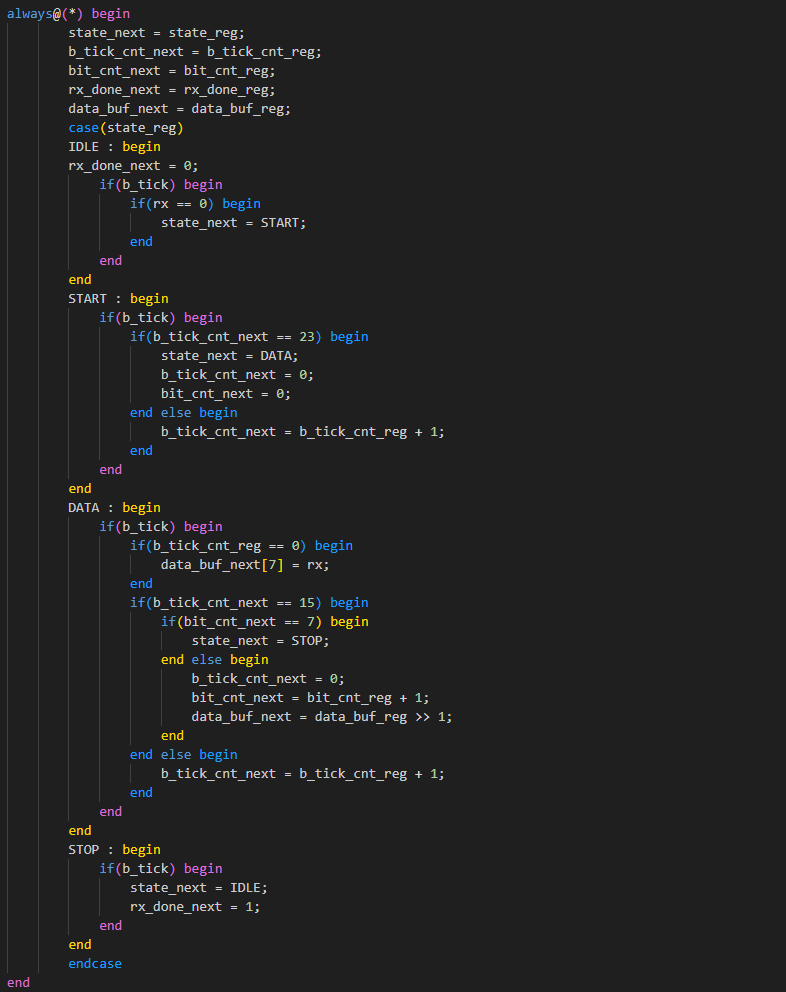 always@(*) begin
state_next = state_reg;
b_tick_cnt_next = b_tick_cnt_reg;
bit_cnt_next = bit_cnt_reg;
rx_done_next = rx_done_reg;
data_buf_next = data_buf_reg;
case(state_reg)
IDLE : begin
rx_done_next = 0;
if(b_tick) begin
if(rx == 0) begin
state_next = START;
end
end
end
START : begin
if(b_tick) begin
if(b_tick_cnt_next == 23) begin
state_next = DATA;
b_tick_cnt_next = 0;
bit_cnt_next = 0;
end else begin
b_tick_cnt_next = b_tick_cnt_reg + 1;
end
end
end
DATA : begin
if(b_tick) begin
if(b_tick_cnt_reg == 0) begin
data_buf_next[7] = rx;
end
if(b_tick_cnt_next == 15) begin
if(bit_cnt_next == 7) begin
state_next = STOP;
end else begin
b_tick_cnt_next = 0;
bit_cnt_next = bit_cnt_reg + 1;
data_buf_next = data_buf_reg >> 1;
end
end else begin
b_tick_cnt_next = b_tick_cnt_reg + 1;
end
end
end
STOP : begin
if(b_tick) begin
state_next = IDLE;
rx_done_next = 1;
end
end
endcase
end